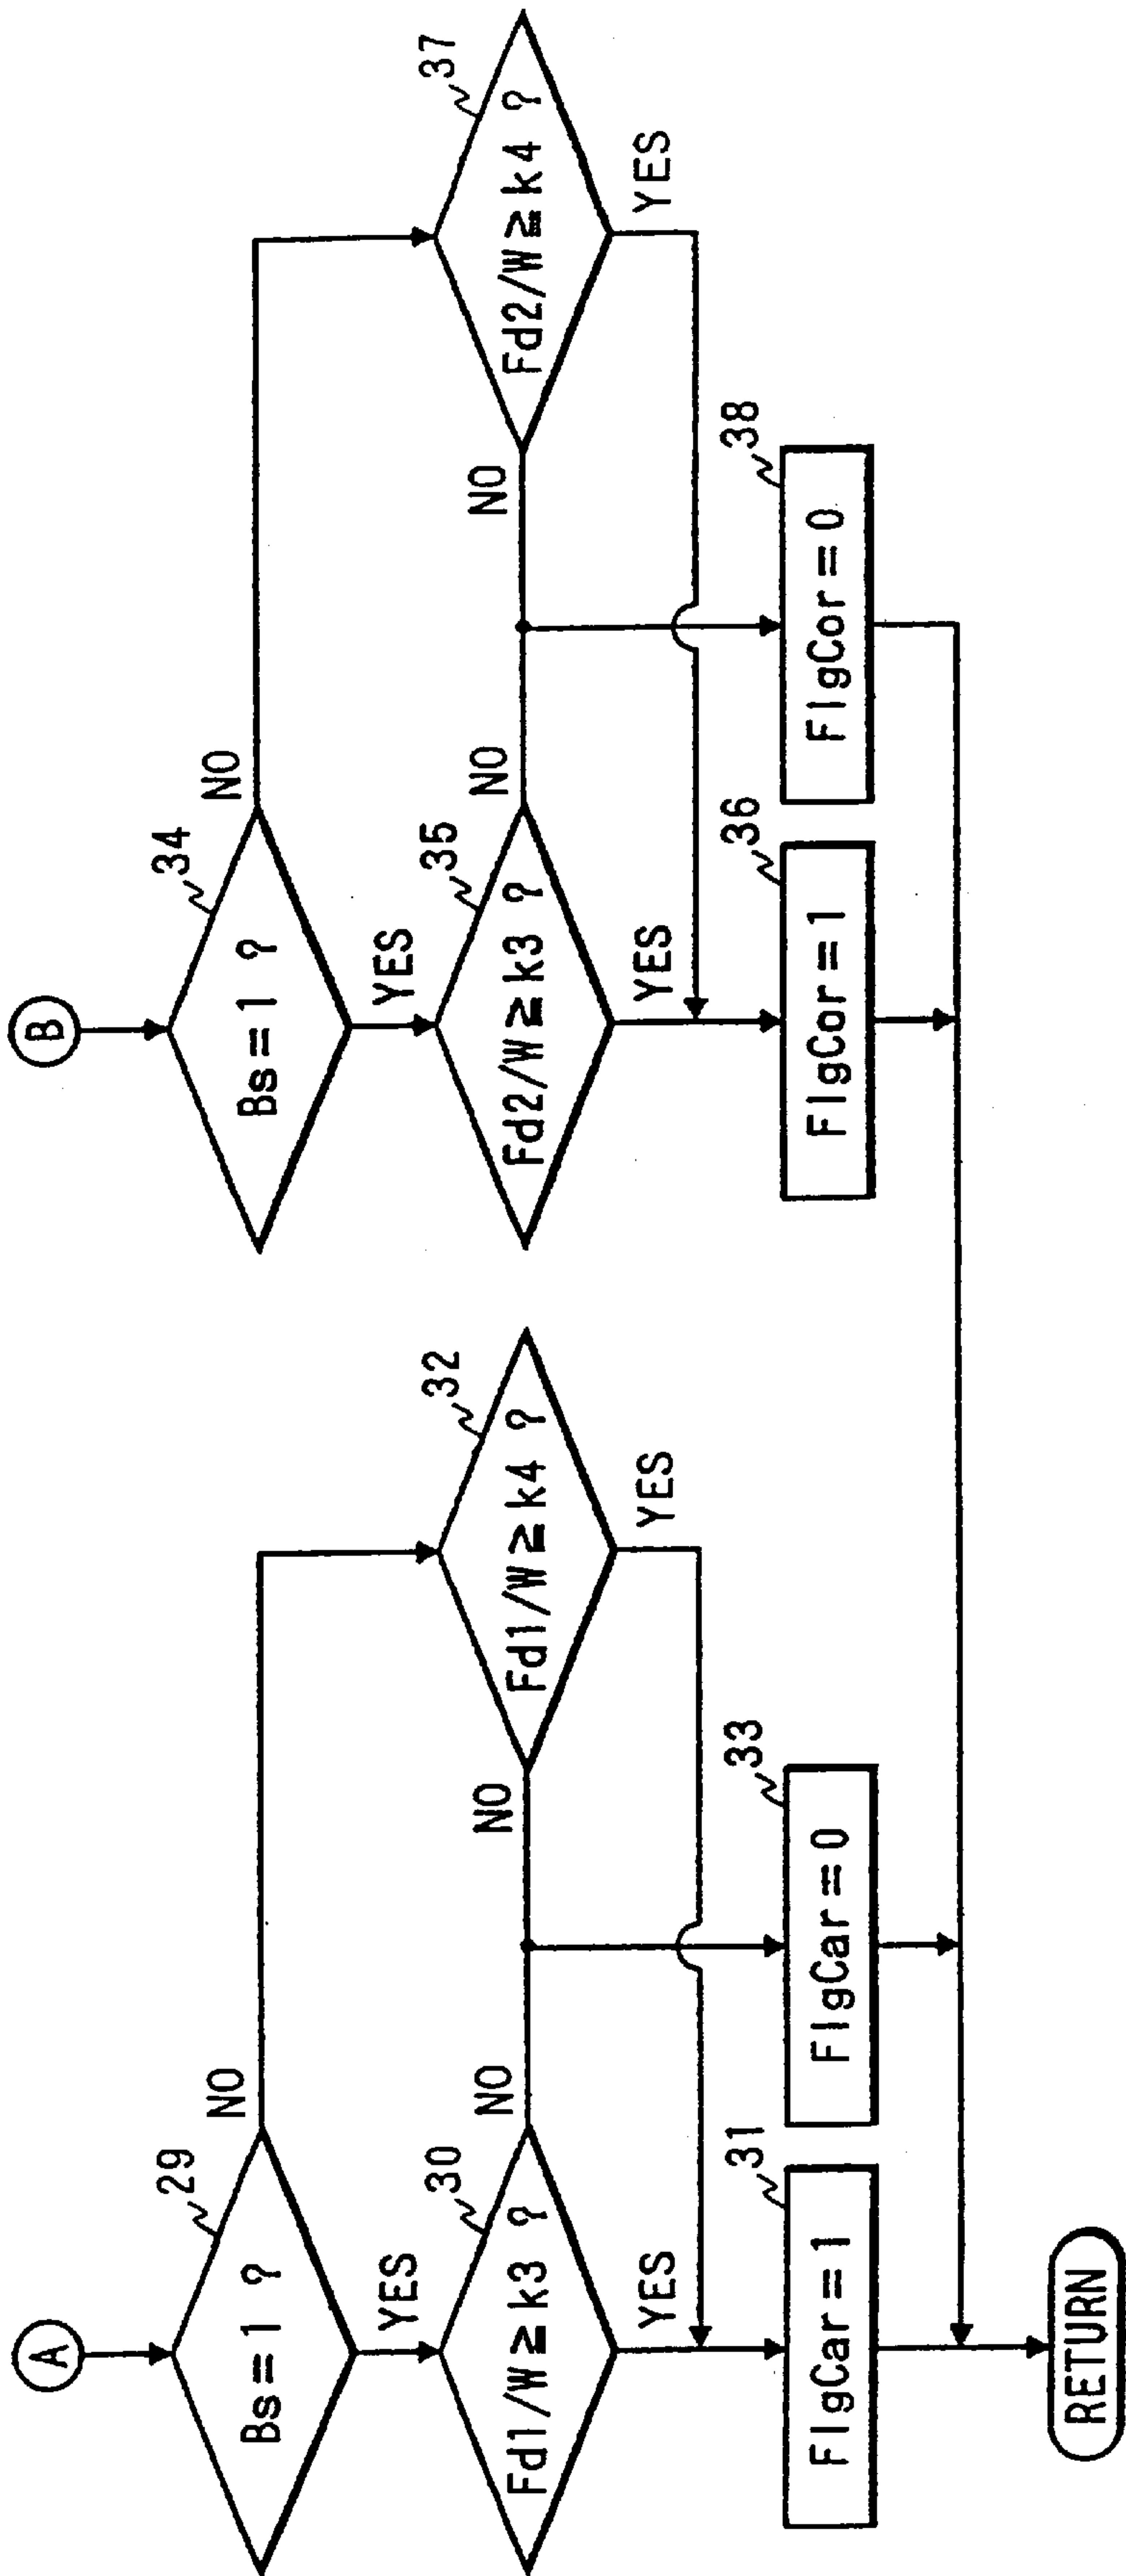 A
29
Bs=1 ?
NO
YES
30
Fd1/W≧k3 ?
NO
YES
32
Fd1/W≧k4 ?
NO
YES
31
FlgCar=1
33
FlgCar=0
B
34
Bs=1 ?
NO
YES
35
Fd2/W≧k3 ?
NO
YES
37
Fd2/W≧k4 ?
NO
YES
36
FlgCor=1
38
FlgCor=0
RETURN